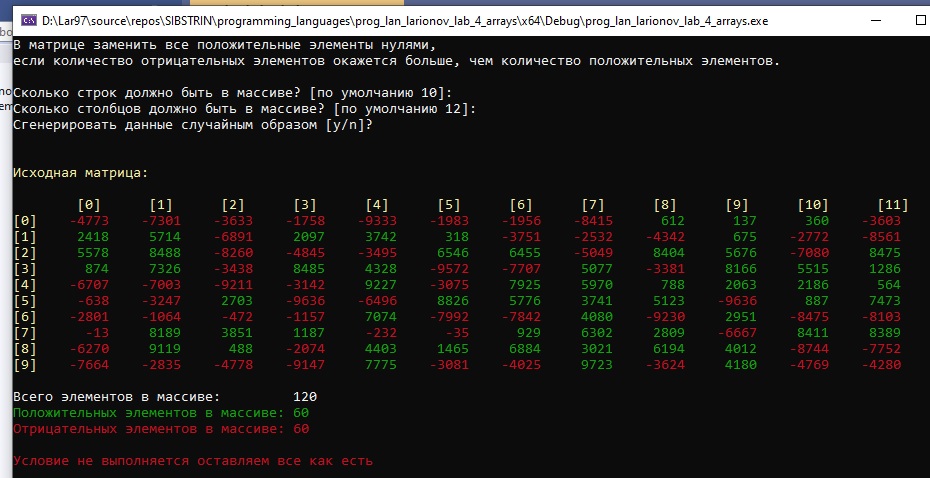 D:\Lar97\source\repos\SIBSTRIN\programming_languages\prog_lan_larionov_lab_4_arrays\x64\Debug\prog_lan_larionov_lab_4_arrays.exe
В матрице заменить все положительные элементы нулями,
если количество отрицательных элементов окажется больше, чем количество положительных элементов.
Сколько строк должно быть в массиве? [по умолчанию 10]:
Сколько столбцов должно быть в массиве? [по умолчанию 12]:
Сгенерировать данные случайным образом [y/n]?
Исходная матрица:
[0] [1] [2] [3] [4] [5] [6] [7] [8] [9] [10] [11]
[0] -4773 -7301 -3633 -1758 -9333 -1983 -1956 -8415 612 137 360 -3603
[1] 2418 5714 -6891 2097 3742 318 -3751 -2532 -4342 675 -2772 -8561
[2] 5578 8488 -8260 -4845 -3495 6546 6455 -5049 8404 5676 -7080 8475
[3] 874 7326 -3438 8485 4328 -9572 -7707 5077 -3381 8166 5515 1286
[4] -6707 -7003 -9211 -3142 9227 -3075 7925 5970 788 2063 2186 564
[5] -638 -3247 2703 -9636 -6496 8826 5776 3741 5123 -9636 887 7473
[6] -2801 -1064 -472 -1157 7074 -7992 -7842 4080 -9230 2951 -8475 -8103
[7] -13 8189 3851 1187 -232 -35 929 6302 2809 -6667 8411 8389
[8] -6270 9119 488 -2074 4403 1465 6884 3021 6194 4012 -8744 -7752
[9] -7664 -2835 -4778 -9147 7775 -3081 -4025 9723 -3624 4180 -4769 -4280
Всего элементов в массиве: 120
Положительных элементов в массиве: 60
Отрицательных элементов в массиве: 60
Условие не выполняется оставляем все как есть